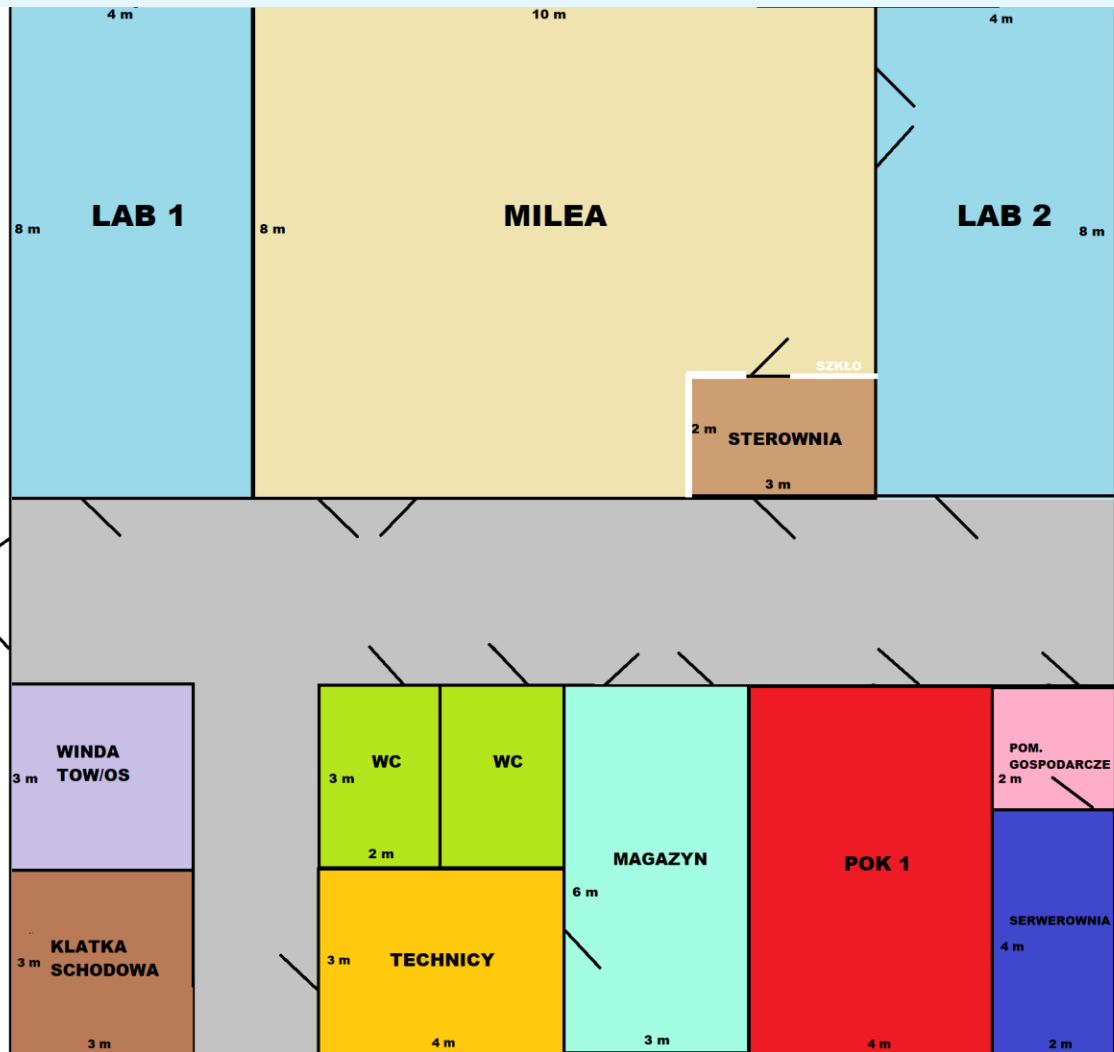 4 m
10 m
4 m
LAB 1
MILEA
LAB 2
8 m
8 m
8 m
SZKŁO
2 m
STEROWNIA
3 m
WINDA
TOW/OS
3 m
WC
WC
3 m
2 m
POM.
GOSPODARCZE
2 m
MAGAZYN
POK 1
6 m
KLATKA
SCHODOWA
3 m
TECHNICY
3 m
SERWEROWNIA
4 m
3 m
4 m
3 m
4 m
2 m